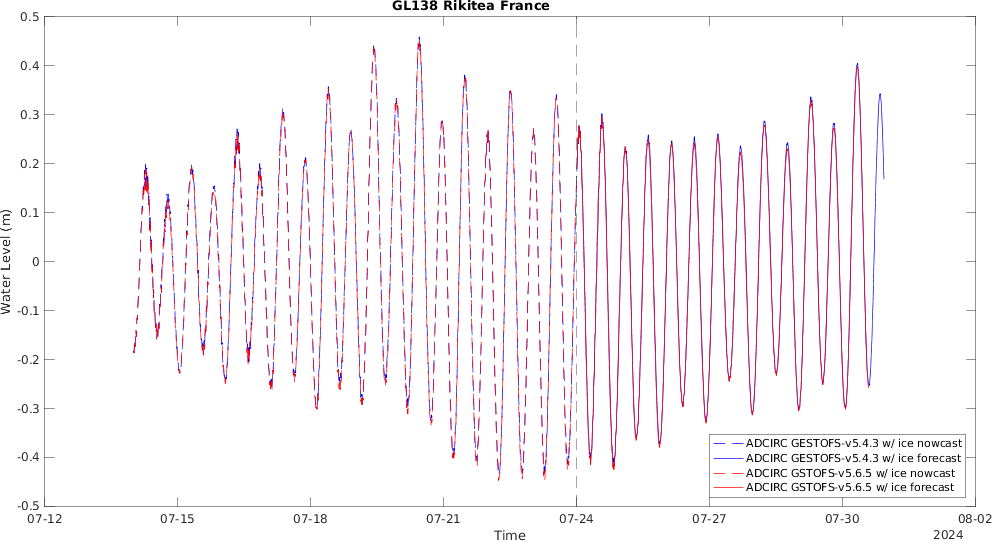 GL138 Rikitea France
0.5
0.4
0.3
0.2
0.1
0
-0.1
-0.2
-0.3
-0.4
-0.5
Water Level (m)
ADCIRC GESTOFS-v5.4.3 w/ ice nowcast
ADCIRC GESTOFS-v5.4.3 w/ ice forecast
ADCIRC GSTOFS-v5.6.5 w/ ice nowcast
ADCIRC GSTOFS-v5.6.5 w/ ice forecast
07-12 07-15 07-18 07-21 07-24 07-27 07-30 08-02
Time
2024